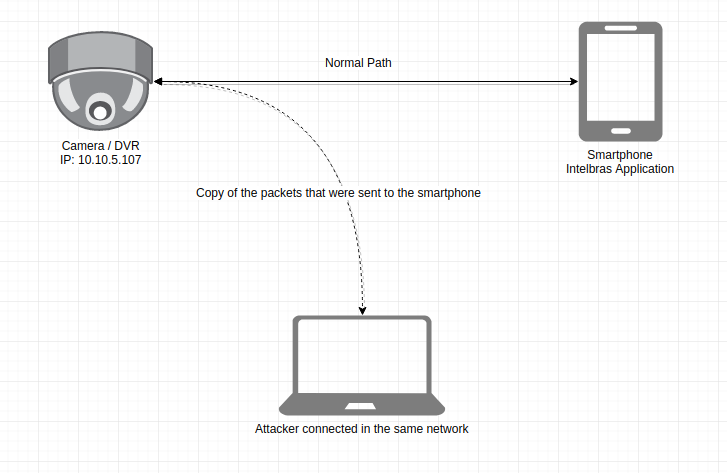 Normal Path
Camera / DVR
IP: 10.10.5.107
Smartphone
Intelbras Application
Copy of the packets that were sent to the smartphone
Attacker connected in the same network